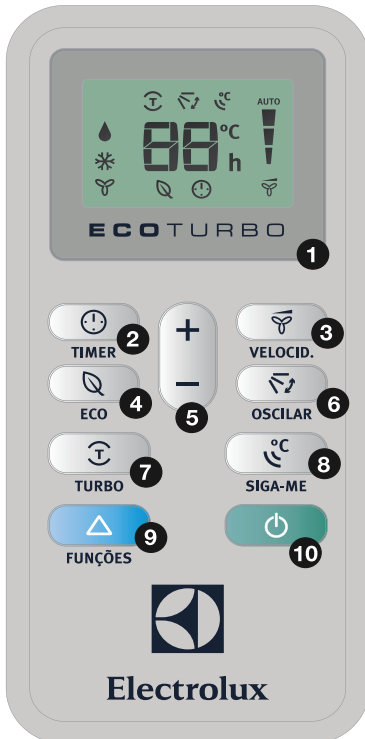 AUTO
88°C
h
ECOTURBO
1
2
TIMER
+
−
5
3
VELOCID.
4
ECO
6
OSCILAR
7
TURBO
°C
8
SIGA-ME
9
FUNÇÕES
10
Electrolux